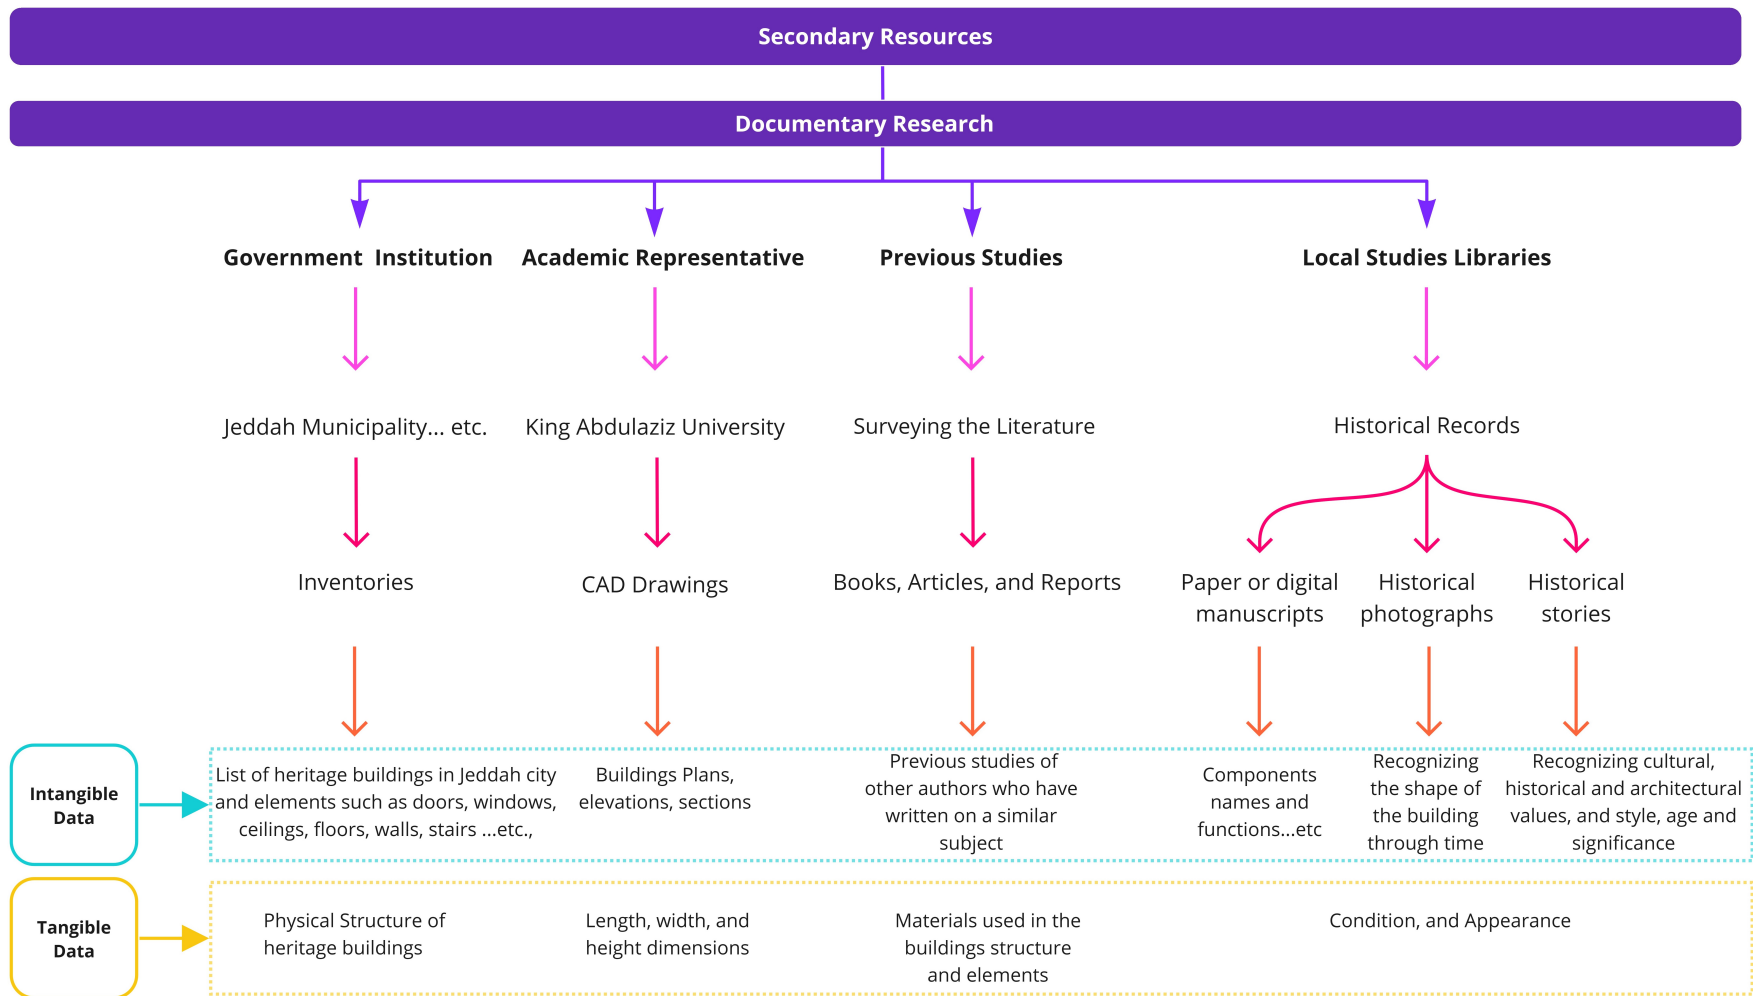 Secondary Resources
Documentary Research
Government Institution
Academic Representative
Previous Studies
Local Studies Libraries
Jeddah Municipality... etc.
King Abdulaziz University
Surveying the Literature
Historical Records
Inventories
CAD Drawings
Books, Articles, and Reports
Paper or digital
manuscripts
Historical
photographs
Historical
stories
Intangible
Data
List of heritage buildings in Jeddah city
and elements such as doors, windows,
ceilings, floors, walls, stairs ...etc.,
Buildings Plans,
elevations, sections
Previous studies of
other authors who have
written on a similar
subject
Components
names and
functions...etc
Recognizing
the shape of
the building
through time
Recognizing cultural,
historical and architectural
values, and style, age and
significance
Tangible
Data
Physical Structure of
heritage buildings
Length, width, and
height dimensions
Materials used in the
buildings structure
and elements
Condition, and Appearance